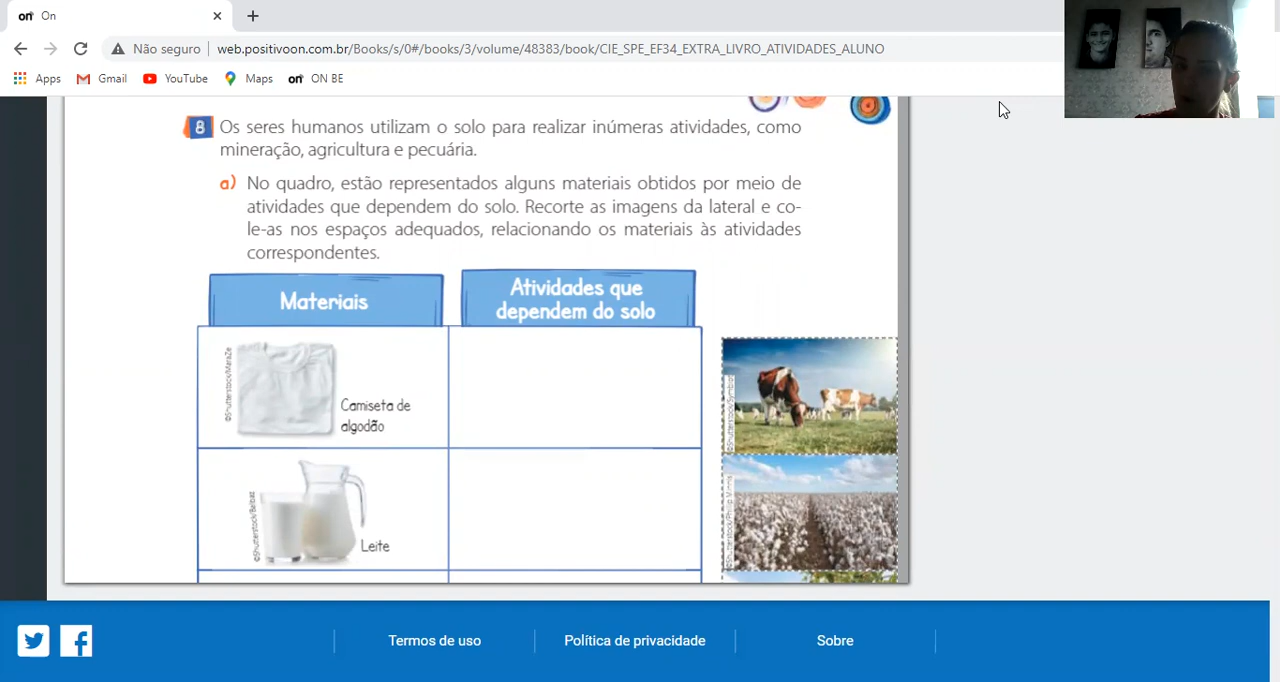 on On
Não seguro | web.positivoon.com.br/Books/s/0#/books/3/volume/48383/book/CIE_SPE_EF34_EXTRA_LIVRO_ATIVIDADES_ALUNO
Apps Gmail YouTube Maps on ON BE
8 Os seres humanos utilizam o solo para realizar inúmeras atividades, como
mineração, agricultura e pecuária.
a) No quadro, estão representados alguns materiais obtidos por meio de
atividades que dependem do solo. Recorte as imagens da lateral e co-
le-as nos espaços adequados, relacionando os materiais às atividades
correspondentes.
Materiais
Atividades que
dependem do solo
Camiseta de
algodão
Leite
Termos de uso
Política de privacidade
Sobre